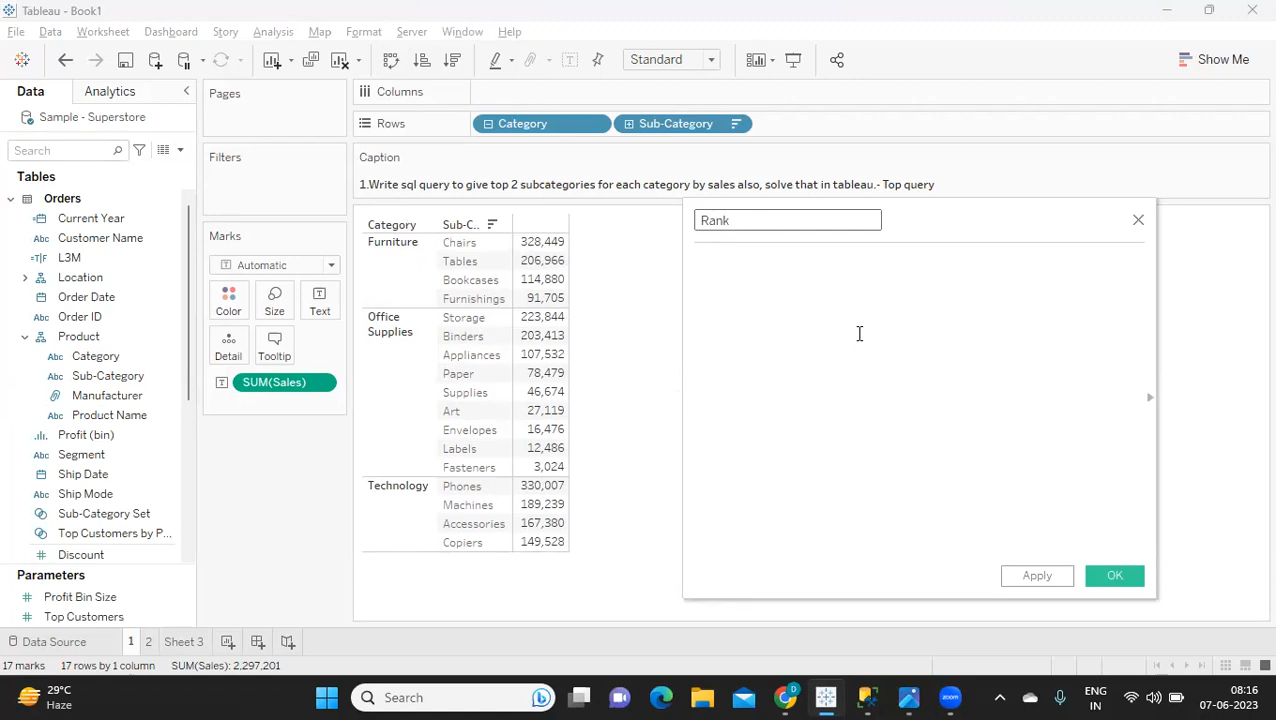 Tableau - Book1
File Data Worksheet Dashboard Story Analysis Map Format Server Window Help
Standard
Show Me
Data Analytics
Pages
Columns
Sample - Superstore
Rows Category Sub-Category
Search
Filters
Caption
Tables
1.Write sql query to give top 2 subcategories for each category by sales also, solve that in tableau.- Top query
Orders
Current Year
Abc Customer Name
L3M
Location
Order Date
Abc Order ID
Product
Abc Category
Abc Sub-Category
Manufacturer
Abc Product Name
Profit (bin)
Abc Segment
Ship Date
Abc Ship Mode
Sub-Category Set
Top Customers by P...
Discount
Parameters
Profit Bin Size
Top Customers
Marks
Automatic
Color Size Text
Detail Tooltip
SUM(Sales)
Category Sub-C..
Furniture Chairs 328,449
Tables 206,966
Bookcases 114,880
Furnishings 91,705
Office Supplies Storage 223,844
Binders 203,413
Appliances 107,532
Paper 78,479
Supplies 46,674
Art 27,119
Envelopes 16,476
Labels 12,486
Fasteners 3,024
Technology Phones 330,007
Machines 189,239
Accessories 167,380
Copiers 149,528
Rank
Apply OK
Data Source 1 2 Sheet 3
17 marks 17 rows by 1 column SUM(Sales): 2,297,201
29°C
Haze
Search
ENG
IN
08:16
07-06-2023